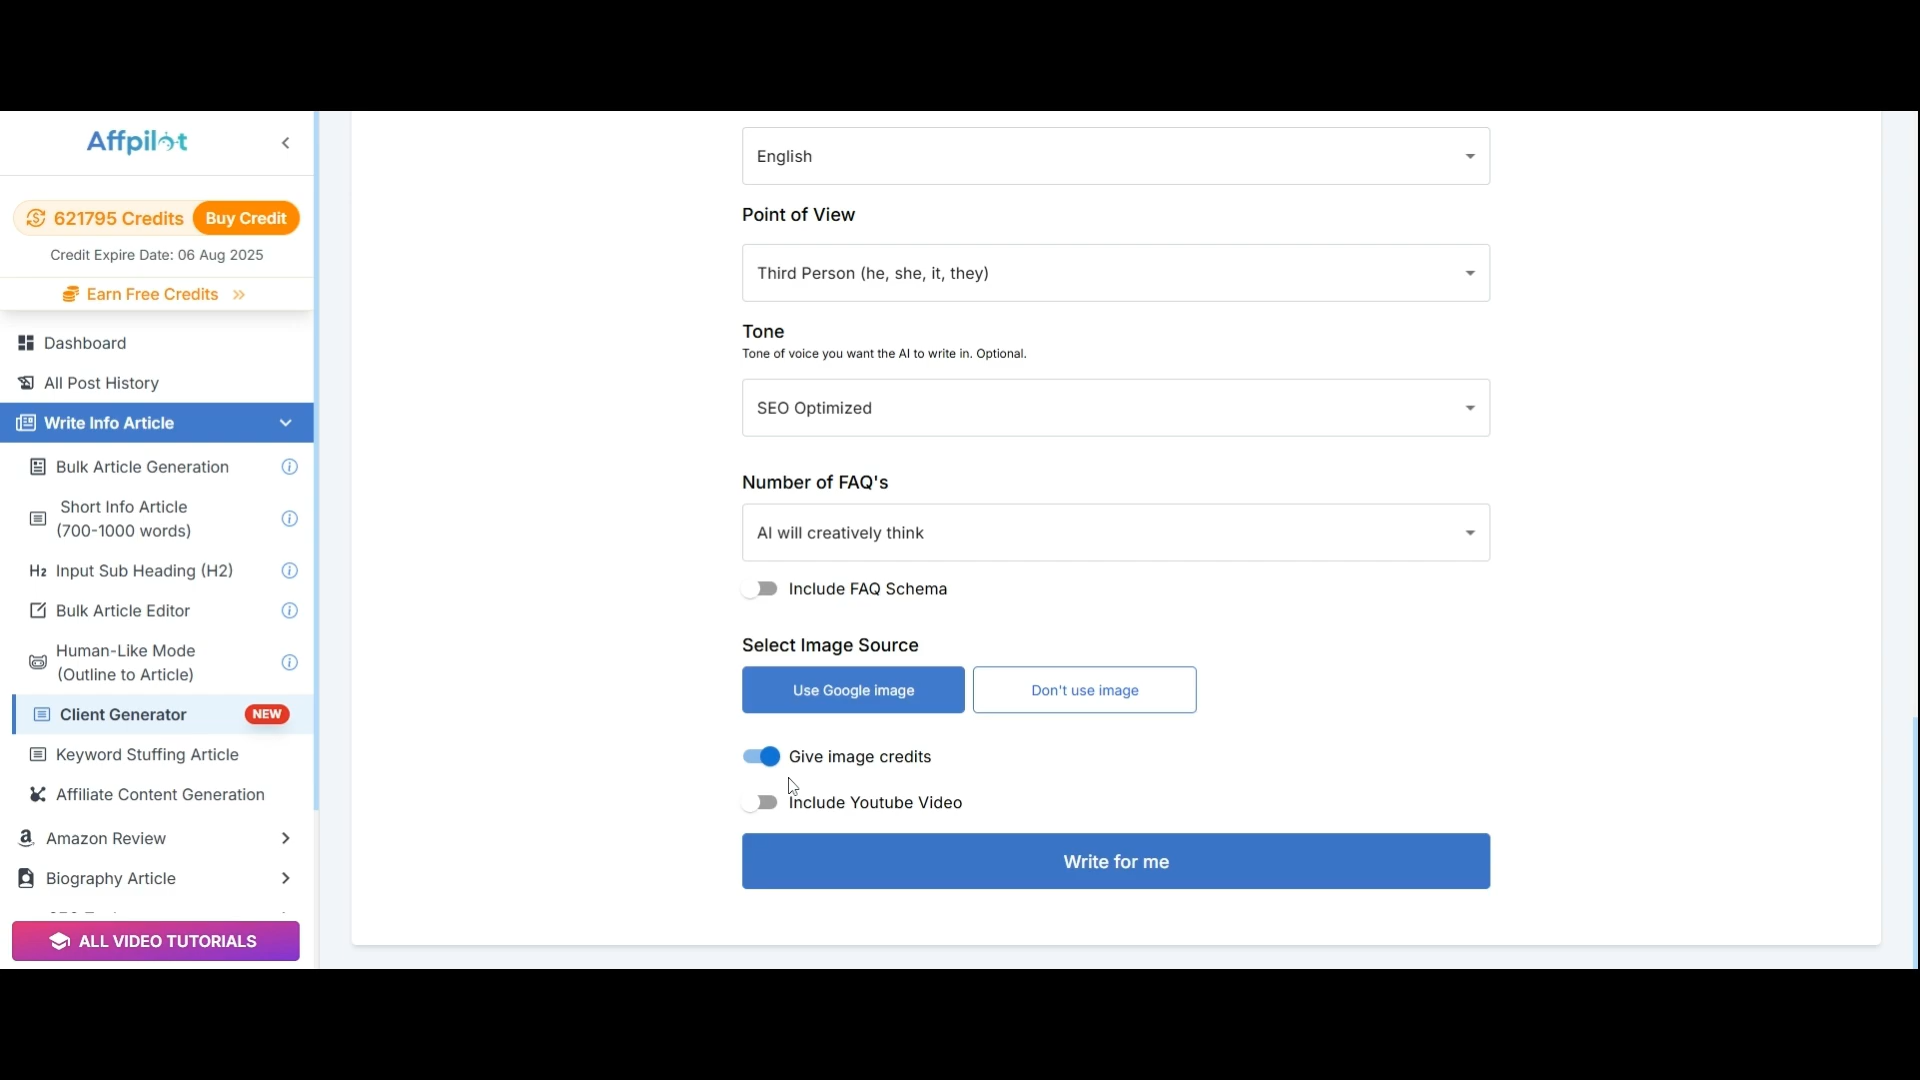 Affpilot
621795 Credits
Buy Credit
Credit Expire Date: 06 Aug 2025
Earn Free Credits
Dashboard
All Post History
Write Info Article
Bulk Article Generation
Short Info Article
(700-1000 words)
H2 Input Sub Heading (H2)
Bulk Article Editor
Human-Like Mode
(Outline to Article)
Client Generator
NEW
Keyword Stuffing Article
Affiliate Content Generation
Amazon Review
Biography Article
ALL VIDEO TUTORIALS
English
Point of View
Third Person (he, she, it, they)
Tone
Tone of voice you want the AI to write in. Optional.
SEO Optimized
Number of FAQ's
AI will creatively think
Include FAQ Schema
Select Image Source
Use Google image
Don't use image
Give image credits
Include Youtube Video
Write for me